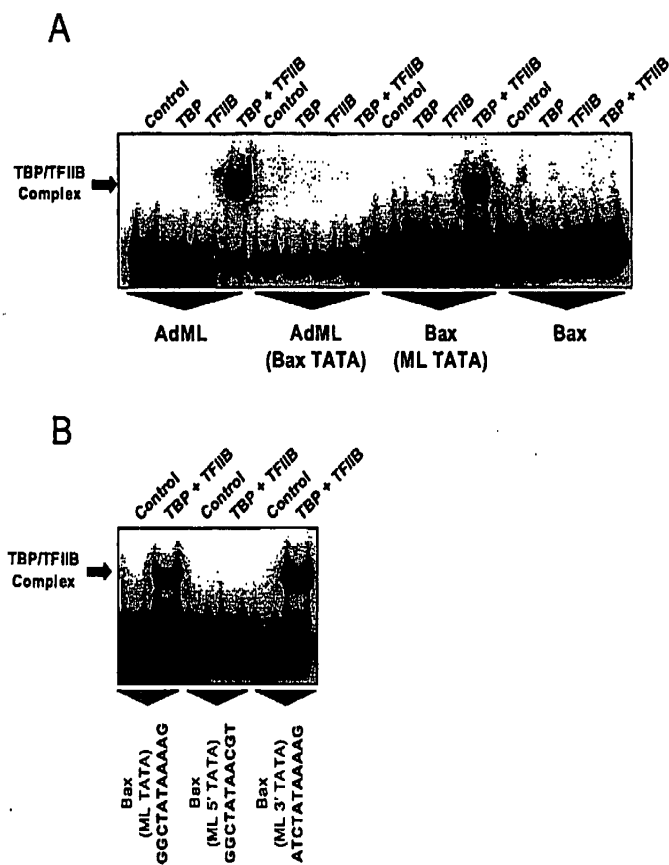 A
Control TBP TFIIB TBP + TFIIB Control TBP TFIIB TBP + TFIIB Control TBP TFIIB TBP + TFIIB Control TBP TFIIB TBP + TFIIB
TBP/TFIIB
Complex
AdML
AdML
(Bax TATA)
Bax
(ML TATA)
Bax
B
Control TBP + TFIIB Control TBP + TFIIB Control TBP + TFIIB
TBP/TFIIB
Complex
Bax
(ML TATA)
GGCTATAAAAG
Bax
(ML 5' TATA)
GGCTATAACGT
Bax
(ML 3' TATA)
ATCTATAAAAG